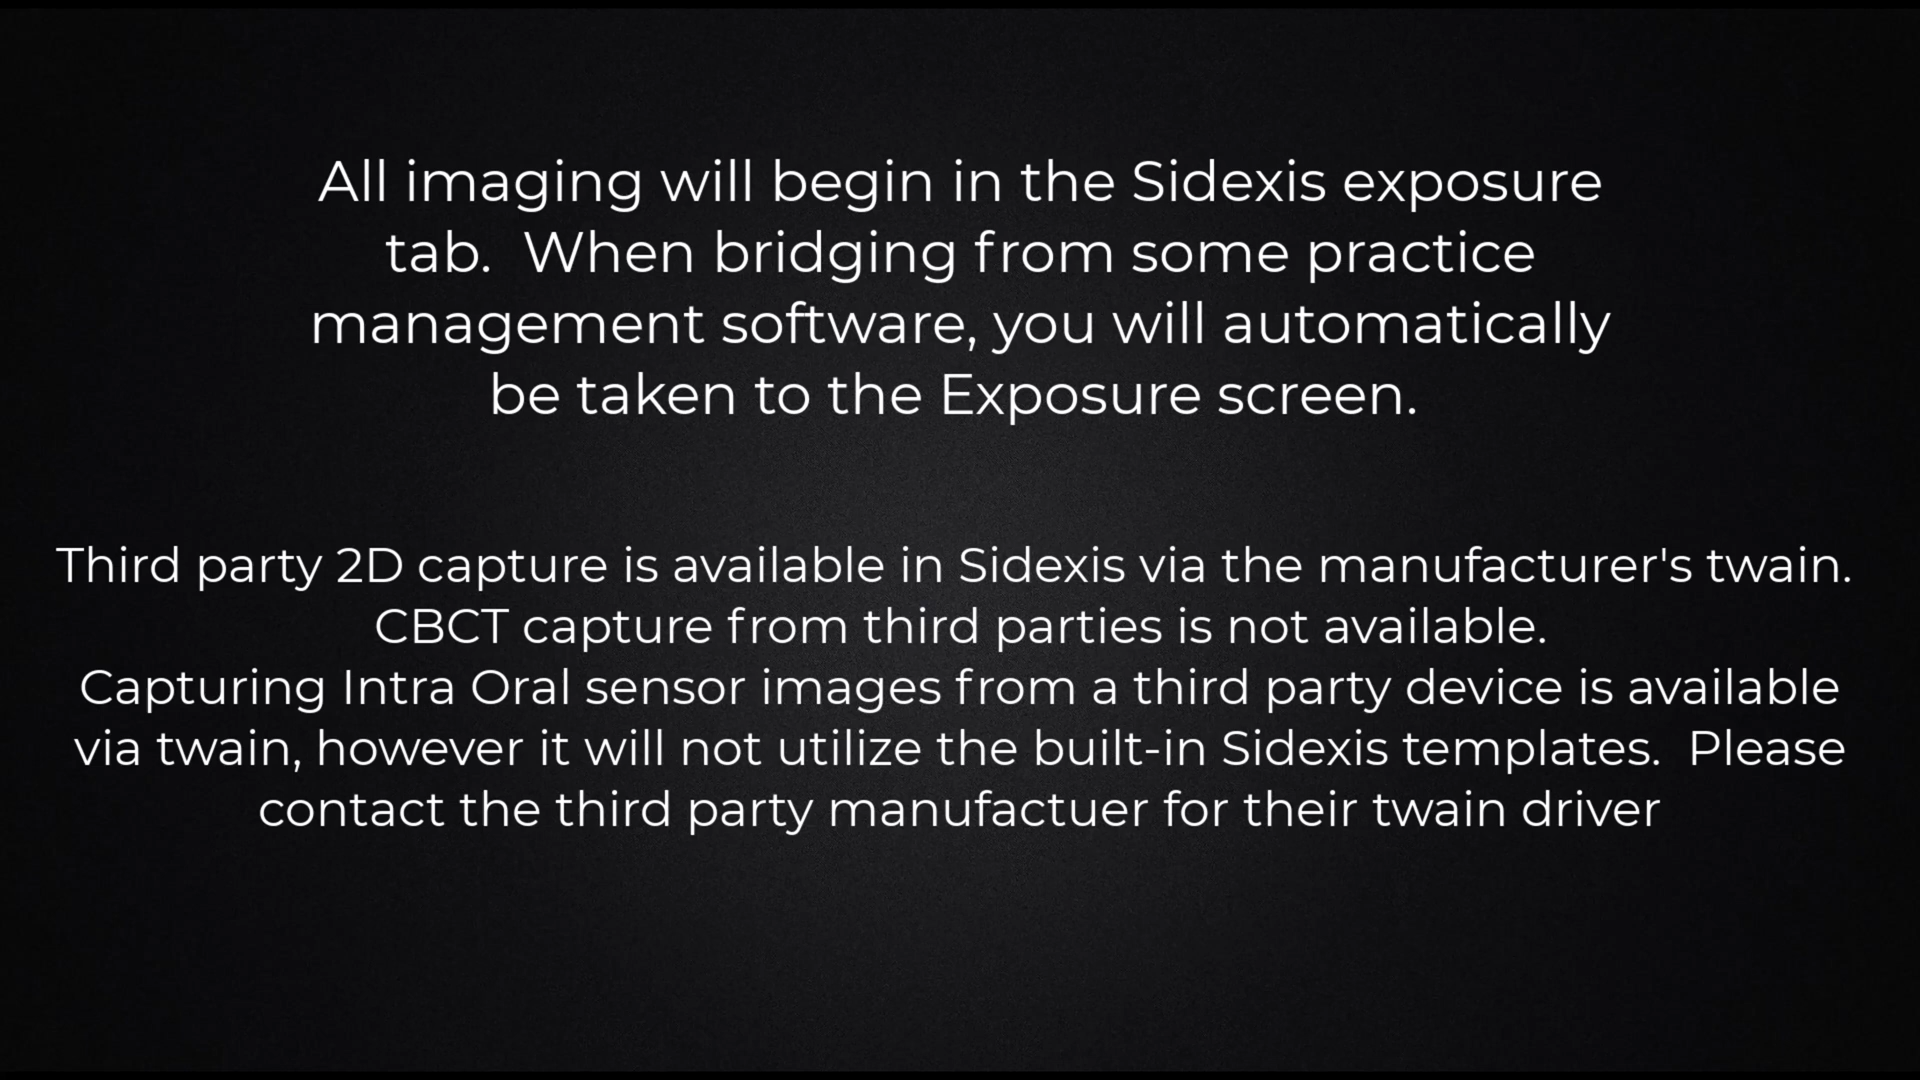 All imaging will begin in the Sidexis exposure
tab.  When bridging from some practice
management software, you will automatically
be taken to the Exposure screen.
Third party 2D capture is available in Sidexis via the manufacturer's twain.
CBCT capture from third parties is not available.
Capturing Intra Oral sensor images from a third party device is available
via twain, however it will not utilize the built-in Sidexis templates.  Please
contact the third party manufactuer for their twain driver